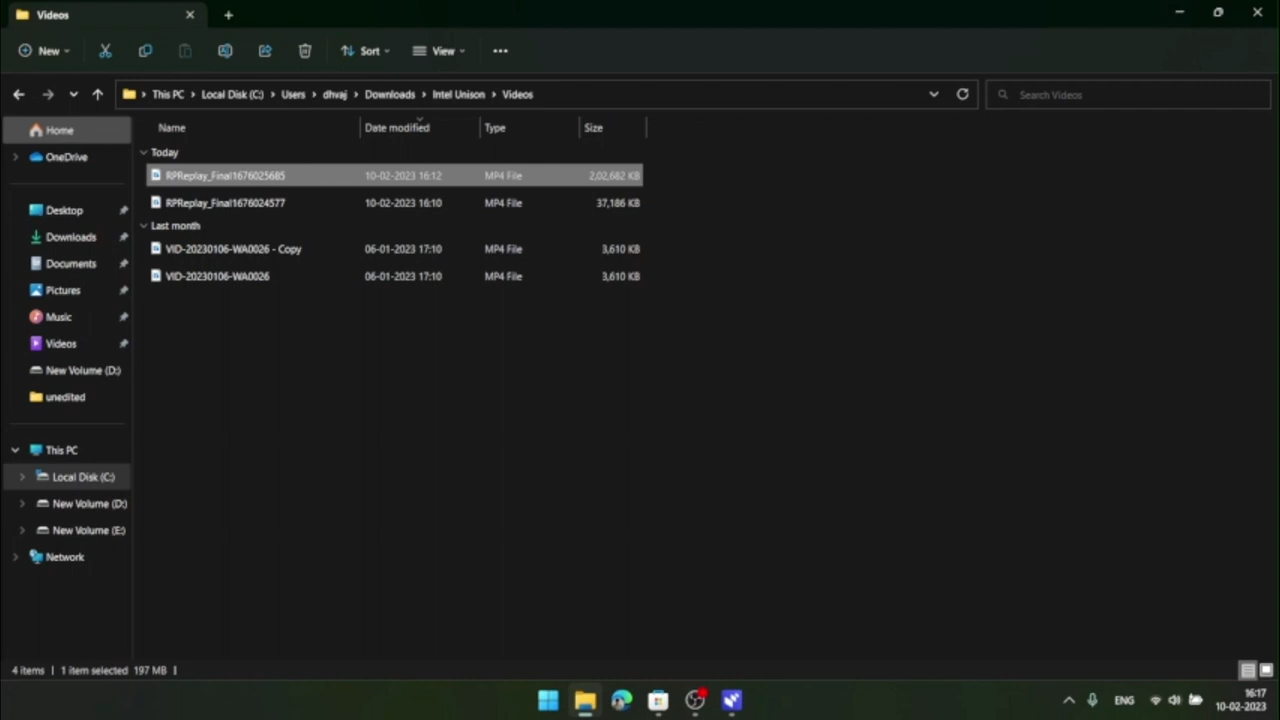 Videos
New
Sort
View
This PC > Local Disk (C:) > Users > dhvaj > Downloads > Intel Unison > Videos
Search Videos
Name Date modified Type Size
Today
RPReplay_Final1676025685 10-02-2023 16:12 MP4 File 2,02,682 KB
RPReplay_Final1676024577 10-02-2023 16:10 MP4 File 37,186 KB
Last month
VID-20230106-WA0026 - Copy 06-01-2023 17:10 MP4 File 3,610 KB
VID-20230106-WA0026 06-01-2023 17:10 MP4 File 3,610 KB
Home
OneDrive
Desktop
Downloads
Documents
Pictures
Music
Videos
New Volume (D:)
unedited
This PC
Local Disk (C:)
New Volume (D:)
New Volume (E:)
Network
4 items 1 item selected 197 MB
ENG
16:17
10-02-2023